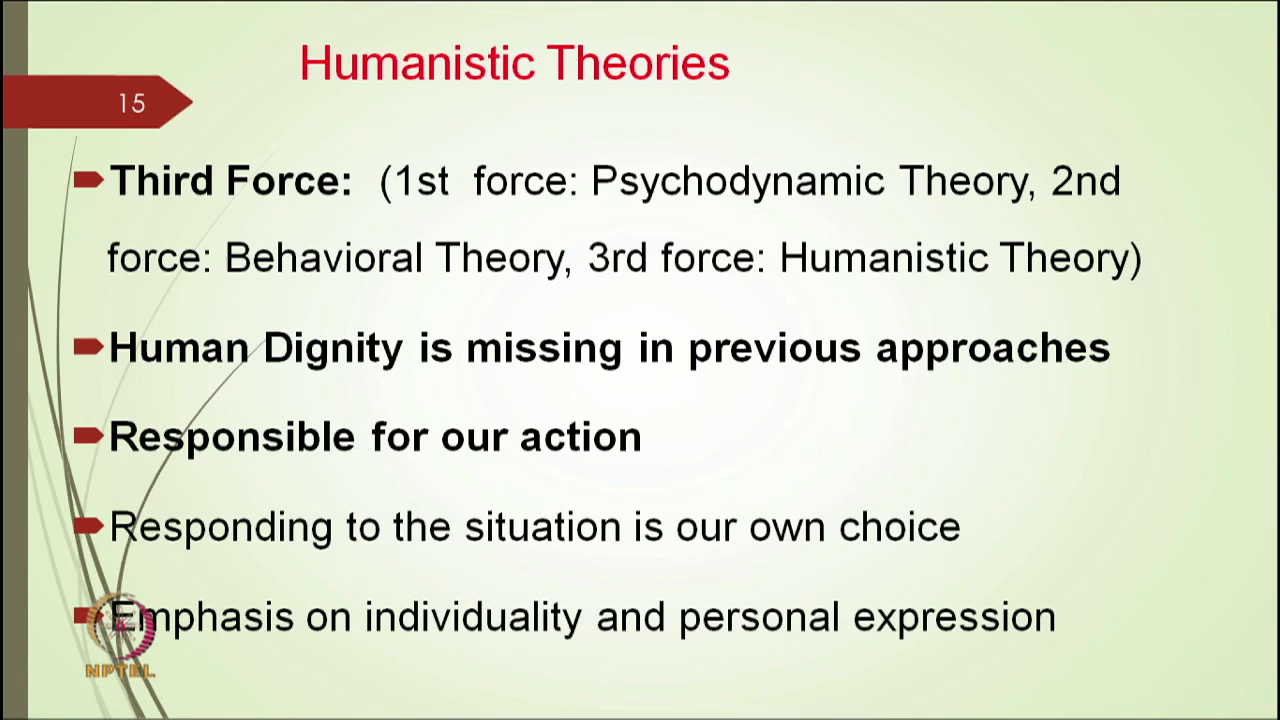 Humanistic Theories
15
Third Force: (1st force: Psychodynamic Theory, 2nd
force: Behavioral Theory, 3rd force: Humanistic Theory)
Human Dignity is missing in previous approaches
Responsible for our action
Responding to the situation is our own choice
Emphasis on individuality and personal expression
NPTEL